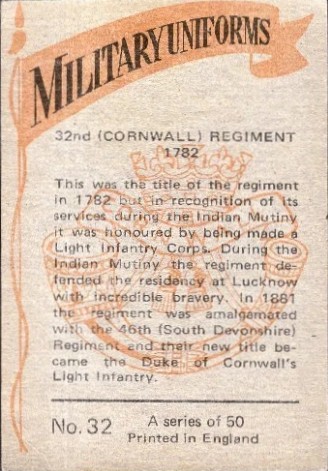 MILITARY UNIFORMS
32nd (CORNWALL) REGIMENT
1782
This was the title of the regiment
in 1782 but in recognition of its
services during the Indian Mutiny
it was honoured by being made a
Light Infantry Corps. During the
Indian Mutiny the regiment de-
fended the residency at Lucknow
with incredible bravery. In 1881
the regiment was amalgamated
with the 46th (South Devonshire)
Regiment and their new title be-
came the Duke of Cornwall's
Light Infantry.
No. 32
A series of 50
Printed in England